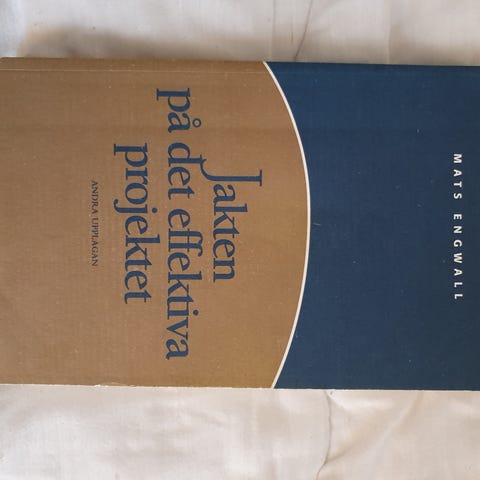 MATS ENGWALL
Jakten
på det effektiva
projektet
ANDRA UPPLAGAN